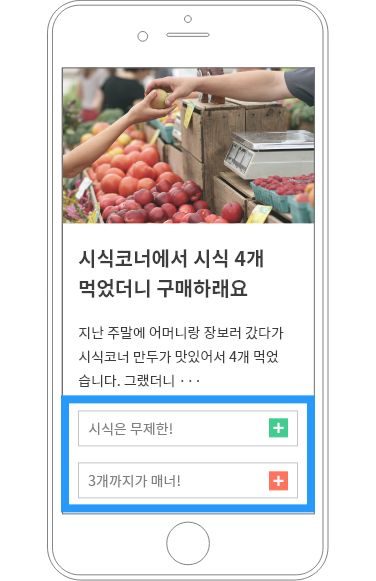 시식코너에서 시식 4개
먹었더니 구매하래요
지난 주말에 어머니랑 장보러 갔다가
시식코너 만두가 맛있어서 4개 먹었
습니다. 그랬더니 ···
시식은 무제한!
3개까지가 매너!